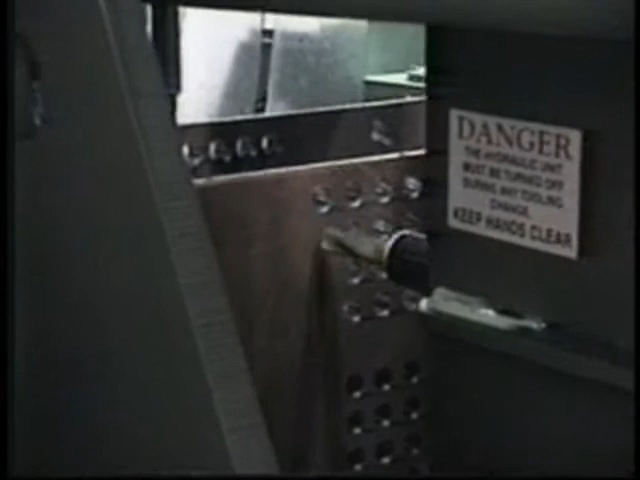 DANGER
THE HYDRAULIC UNIT
MUST BE TURNED OFF
DURING ANY TOOLING
CHANGE.
KEEP HANDS CLEAR